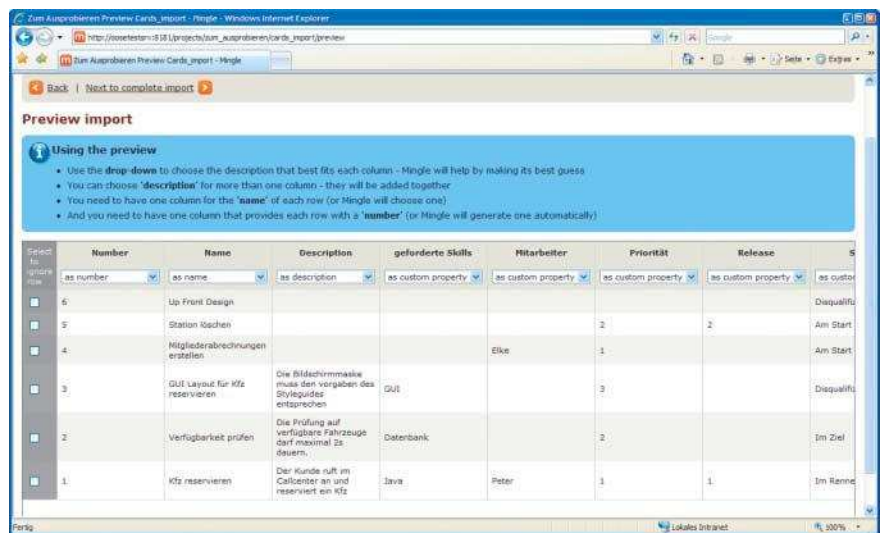 Zum Ausprobieren Preview Cards_import - Mingle - Windows Internet Explorer
Google
Zum Ausprobieren Preview Cards_import - Mingle
Seite
Extras
Back | Next to complete import
Preview import
Using the preview
• Use the drop-down to choose the description that best fits each column - Mingle will help by making its best guess
• You can choose 'description' for more than one column - they will be added together
• You need to have one column for the 'name' of each row (or Mingle will choose one)
• And you need to have one column that provides each row with a 'number' (or Mingle will generate one automatically)
Select to ignore row
Number Name Description geforderte Skills Mitarbeiter Priorität Release S
as number as name as description as custom property as custom property as custom property as custom property as custor
6 Up Front Design Disqualifiz
5 Station löschen 2 2 Am Start
4 Mitgliederabrechnungen erstellen Elke 1 Am Start
3 GUI Layout für Kfz reservieren
Die Bildschirmmaske
muss den vorgaben des
Styleguides
entsprechen
GUI 3 Disqualifiz
2 Verfügbarkeit prüfen
Die Prüfung auf
verfügbare Fahrzeuge
darf maximal 2s
dauern.
Datenbank 2 Im Ziel
1 Kfz reservieren
Der Kunde ruft im
Callcenter an und
reserviert ein Kfz
Java Peter 1 1 Im Renne
Fertig
Lokales Intranet
100%